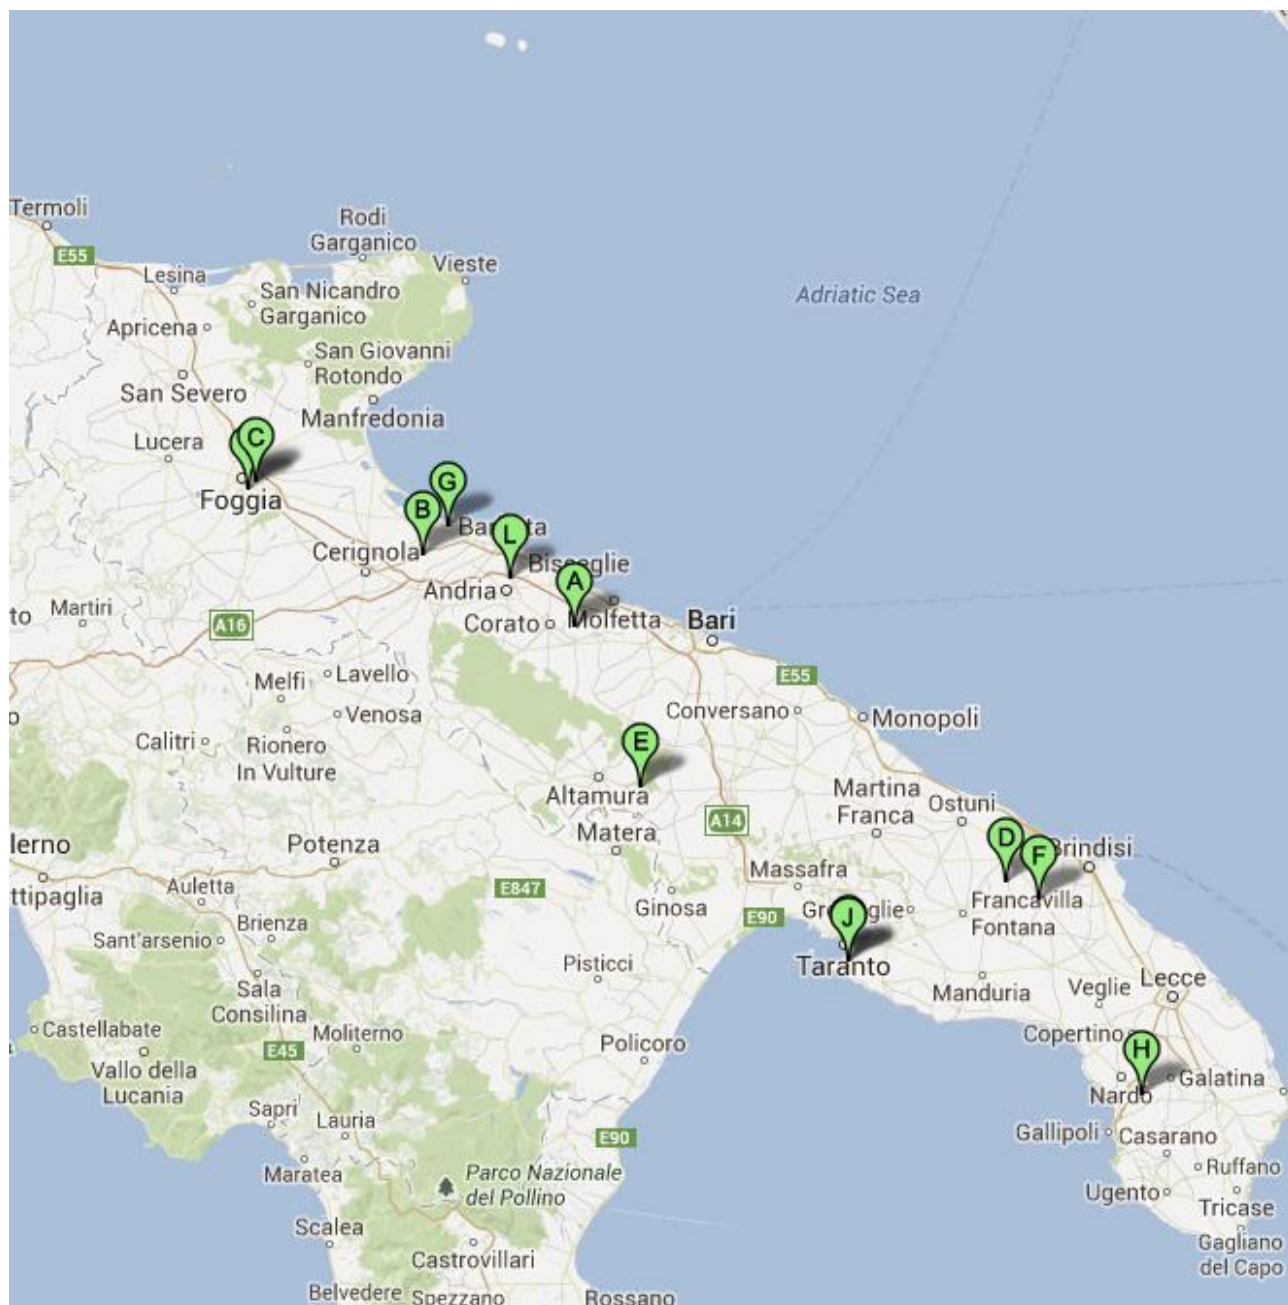 Termoli
Rodi
Garganico
E55
Vieste
Lesina
San Nicandro
Garganico
Adriatic Sea
Apricena
San Giovanni
Rotondo
San Severo
Manfredonia
Lucera
C
Foggia
G
B
L
Cerignola
Bisceglie
A
Andria
Martiri
to
A16
Corato
Molfetta
Bari
E55
Melfi
Lavello
Venosa
Conversano
Monopoli
Calitri
Rionero
In Vulture
E
Altamura
Martina
Franca
Ostuni
A14
Matera
D
F
Brindisi
lerno
Potenza
Massafra
ttipaglia
Auletta
E847
Ginosa
E90
J
Francavilla
Fontana
Brienza
Sant'arsenio
Taranto
Pisticci
Manduria
Veglie
Lecce
Sala
Consilina
Castellabate
Moliterno
Policoro
Copertino
E45
H
Vallo della
Lucania
Nardo
Galatina
Sapri
Lauria
E90
Gallipoli
Casarano
Maratea
Parco Nazionale
del Pollino
Ruffano
Ugento
Tricase
Scalea
Castrovillari
Gagliano
del Capo
Belvedere
Spezzano
Rossano